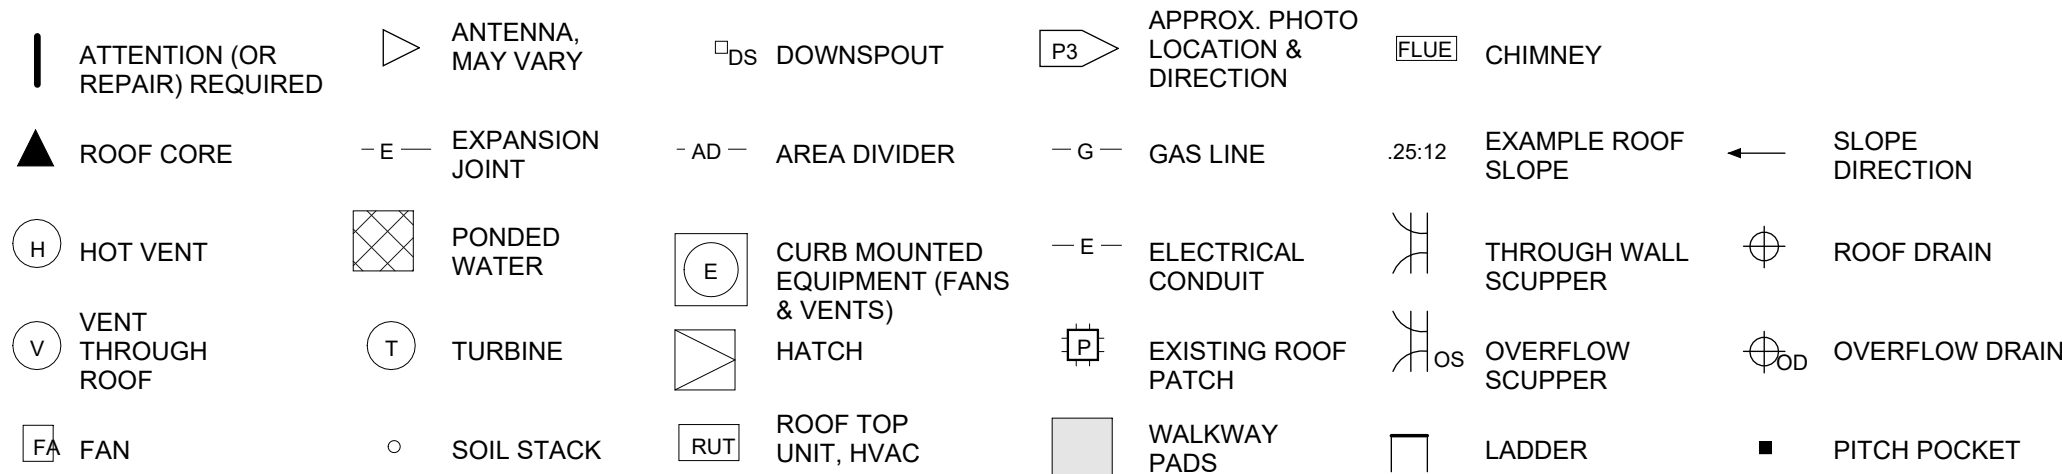 ATTENTION (OR
REPAIR) REQUIRED
ANTENNA,
MAY VARY
DS
DOWNSPOUT
P3
APPROX. PHOTO
LOCATION &
DIRECTION
FLUE
CHIMNEY
ROOF CORE
E
EXPANSION
JOINT
AD
AREA DIVIDER
G
GAS LINE
.25:12
EXAMPLE ROOF
SLOPE
SLOPE
DIRECTION
H
HOT VENT
PONDED
WATER
E
CURB MOUNTED
EQUIPMENT (FANS
& VENTS)
E
ELECTRICAL
CONDUIT
THROUGH WALL
SCUPPER
ROOF DRAIN
V
VENT
THROUGH
ROOF
T
TURBINE
HATCH
P
EXISTING ROOF
PATCH
OS
OVERFLOW
SCUPPER
OD
OVERFLOW DRAIN
FA
FAN
SOIL STACK
RUT
ROOF TOP
UNIT, HVAC
WALKWAY
PADS
LADDER
PITCH POCKET